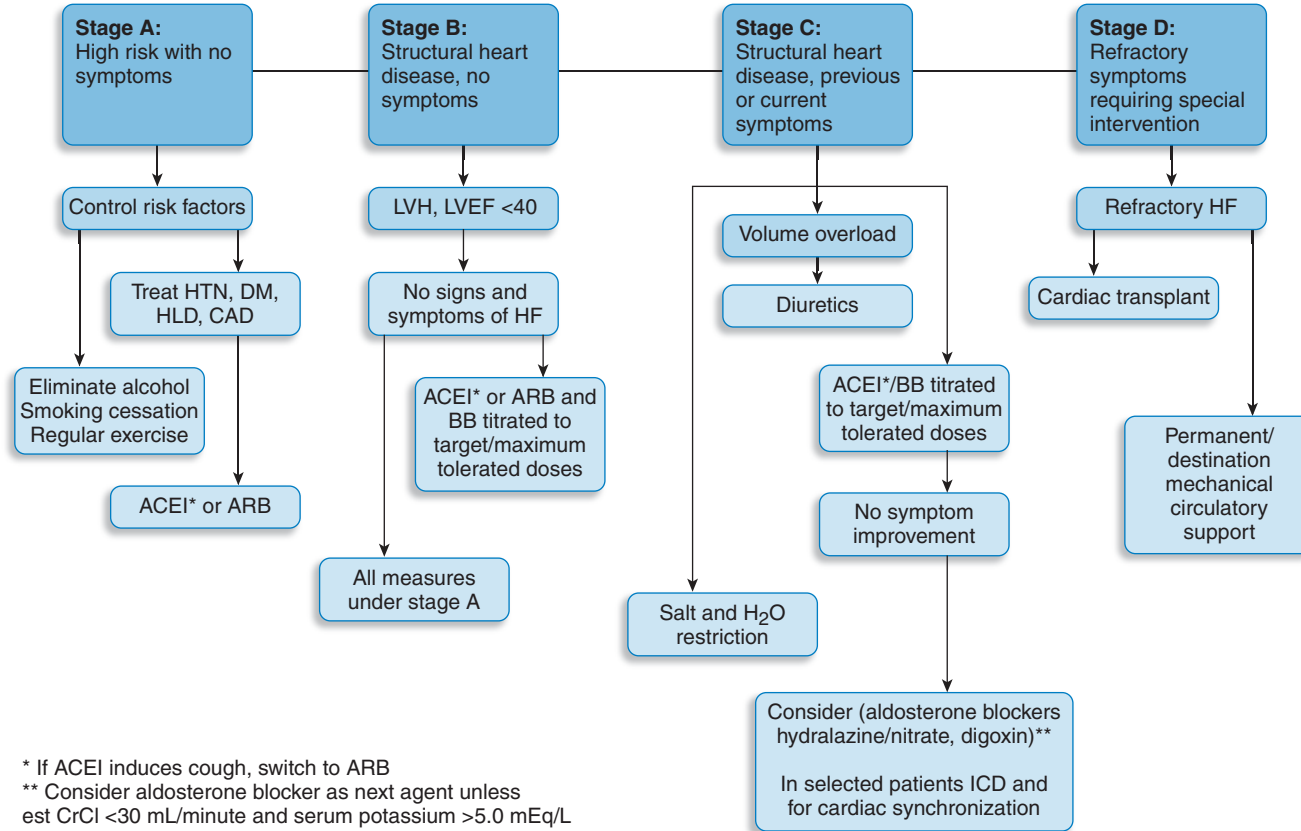 Stage A:
High risk with no
symptoms
Stage B:
Structural heart
disease, no
symptoms
Stage C:
Structural heart
disease, previous
or current
symptoms
Stage D:
Refractory
symptoms
requiring special
intervention
Control risk factors
Treat HTN, DM,
HLD, CAD
Eliminate alcohol
Smoking cessation
Regular exercise
ACEI* or ARB
LVH, LVEF <40
No signs and
symptoms of HF
ACEI* or ARB and
BB titrated to
target/maximum
tolerated doses
All measures
under stage A
Volume overload
Diuretics
ACEI*/BB titrated
to target/maximum
tolerated doses
No symptom
improvement
Salt and H₂O
restriction
Consider (aldosterone blockers
hydralazine/nitrate, digoxin)**
In selected patients ICD and
for cardiac synchronization
Refractory HF
Cardiac transplant
Permanent/
destination
mechanical
circulatory
support
* If ACEI induces cough, switch to ARB
** Consider aldosterone blocker as next agent unless
est CrCl <30 mL/minute and serum potassium >5.0 mEq/L